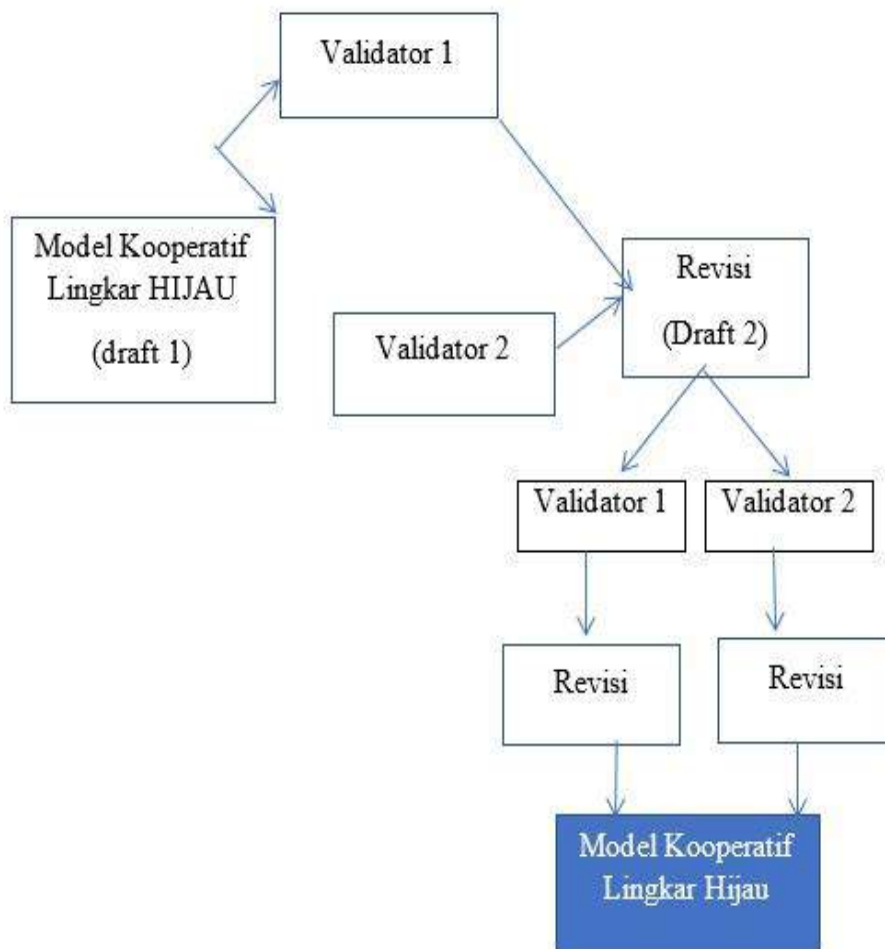 Validator 1
Model Kooperatif
Lingkar HIJAU
(draft 1)
Validator 2
Revisi
(Draft 2)
Validator 1
Validator 2
Revisi
Revisi
Model Kooperatif
Lingkar Hijau